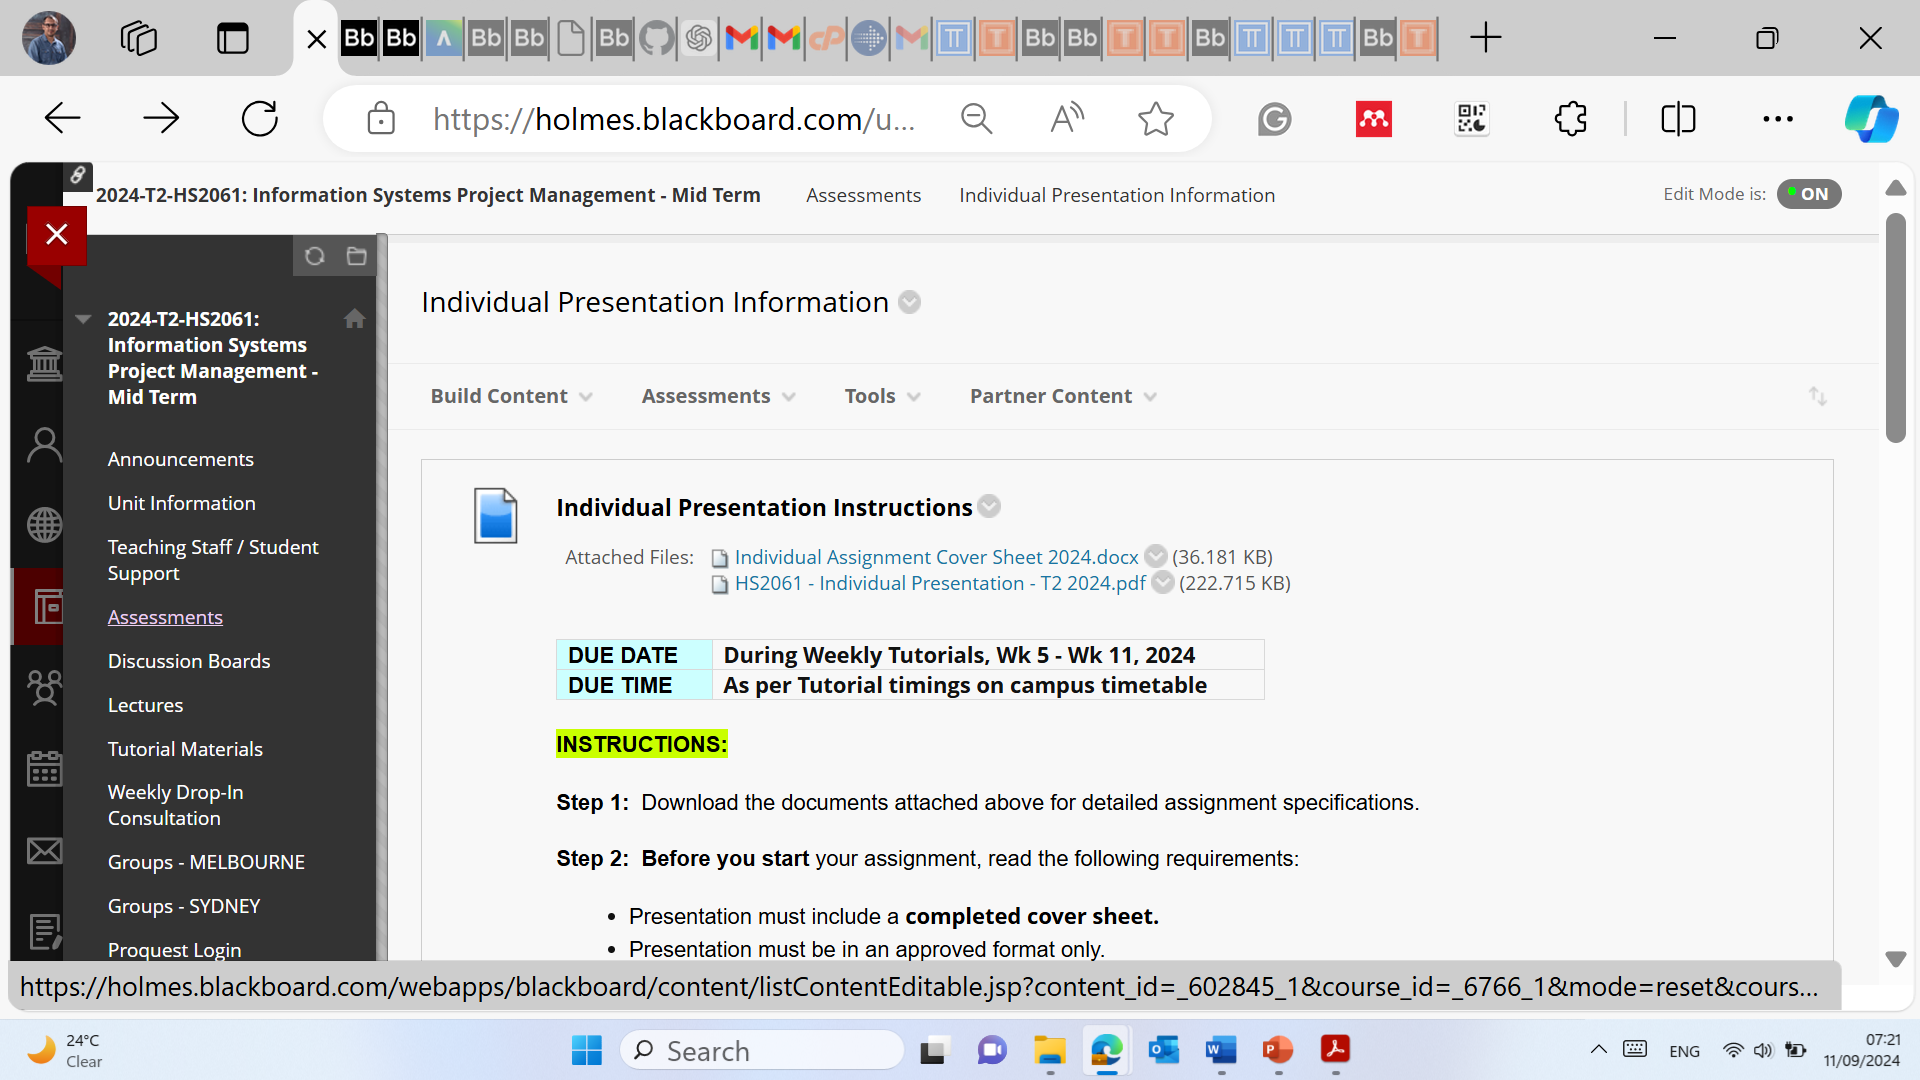 https://holmes.blackboard.com/u...
2024-T2-HS2061: Information Systems Project Management - Mid Term
Assessments
Individual Presentation Information
Edit Mode is:
ON
2024-T2-HS2061:
Information Systems
Project Management -
Mid Term
Announcements
Unit Information
Teaching Staff / Student
Support
Assessments
Discussion Boards
Lectures
Tutorial Materials
Weekly Drop-In
Consultation
Groups - MELBOURNE
Groups - SYDNEY
Proquest Login
Individual Presentation Information
Build Content
Assessments
Tools
Partner Content
Individual Presentation Instructions
Attached Files:
Individual Assignment Cover Sheet 2024.docx (36.181 KB)
HS2061 - Individual Presentation - T2 2024.pdf (222.715 KB)
DUE DATE During Weekly Tutorials, Wk 5 - Wk 11, 2024
DUE TIME As per Tutorial timings on campus timetable
INSTRUCTIONS:
Step 1: Download the documents attached above for detailed assignment specifications.
Step 2: Before you start your assignment, read the following requirements:
• Presentation must include a completed cover sheet.
• Presentation must be in an approved format only.
https://holmes.blackboard.com/webapps/blackboard/content/listContentEditable.jsp?content_id=_602845_1&course_id=_6766_1&mode=reset&cours...
24°C
Clear
Search
ENG
07:21
11/09/2024